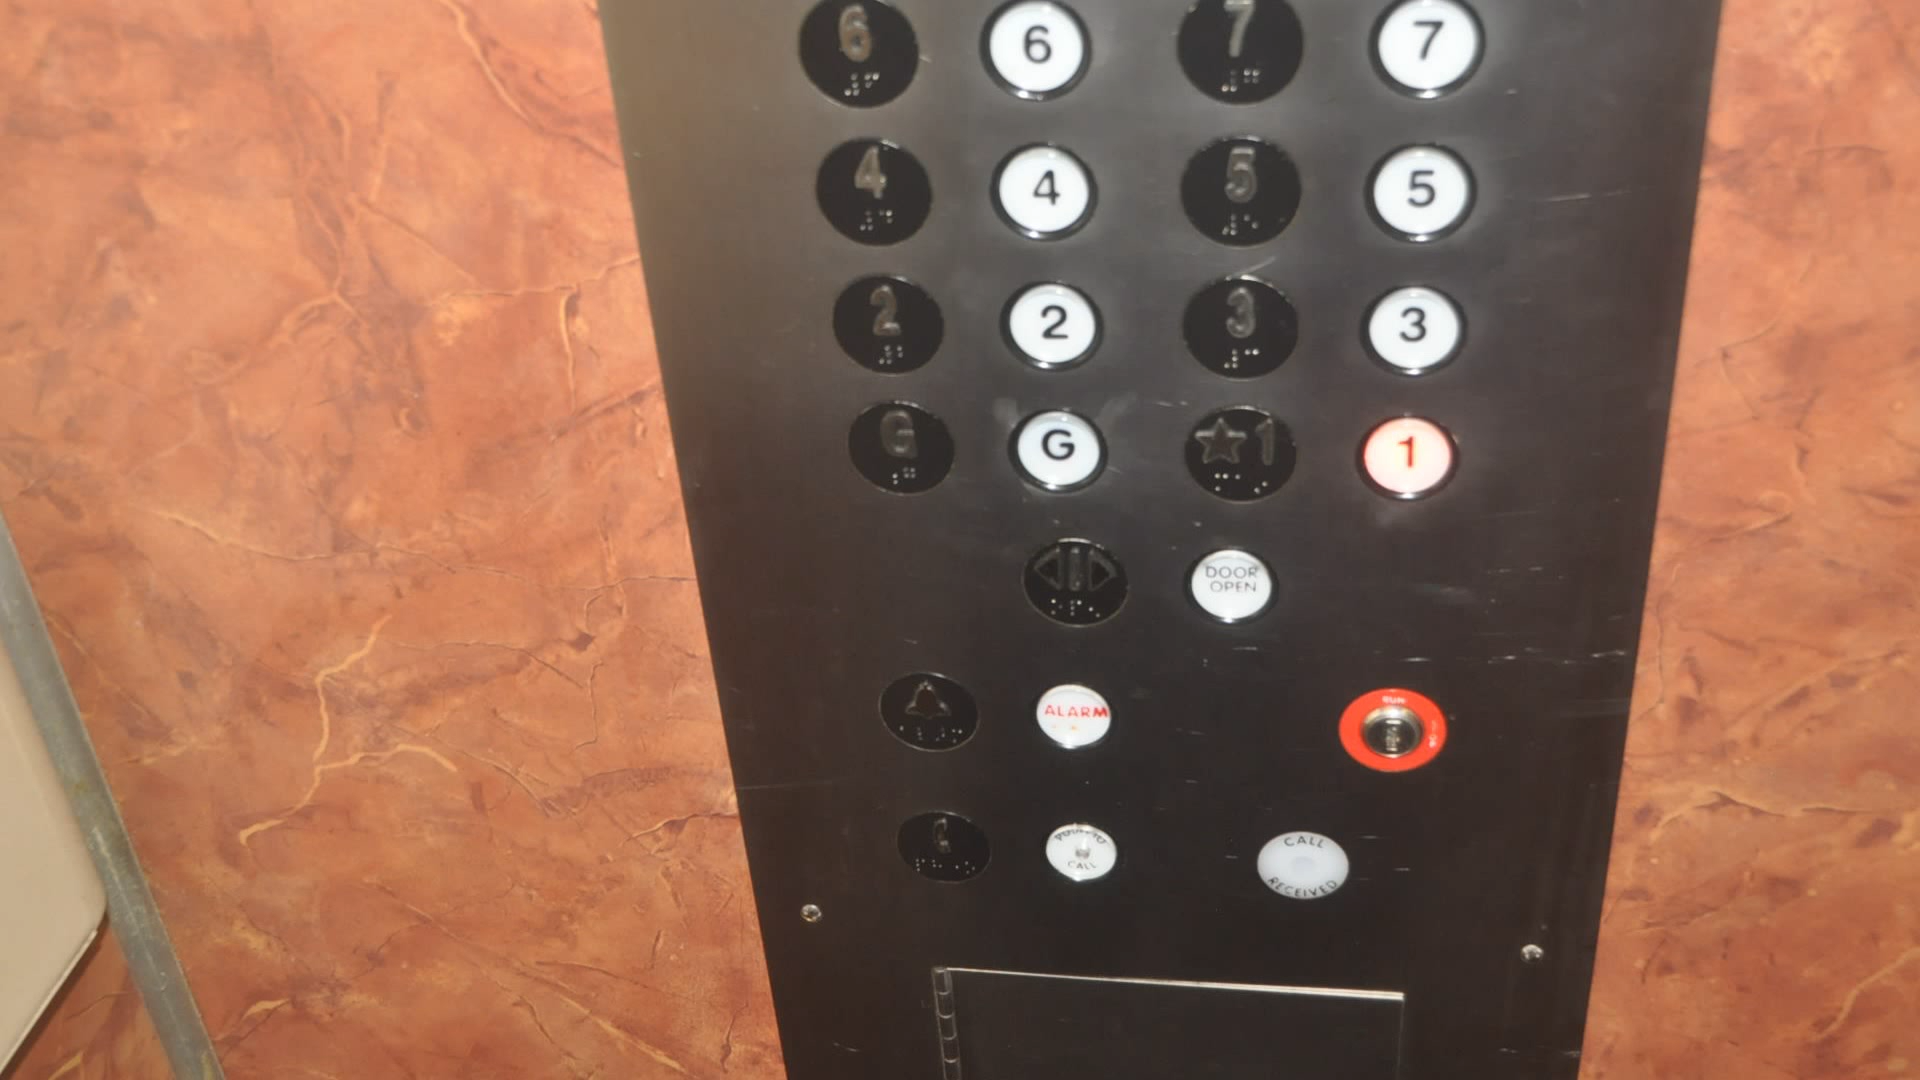 6 6 7 7
4 4 5 5
2 2 3 3
G G ★1 1
DOOR
OPEN
ALARM
RUN
CALL
CALL
RECEIVED